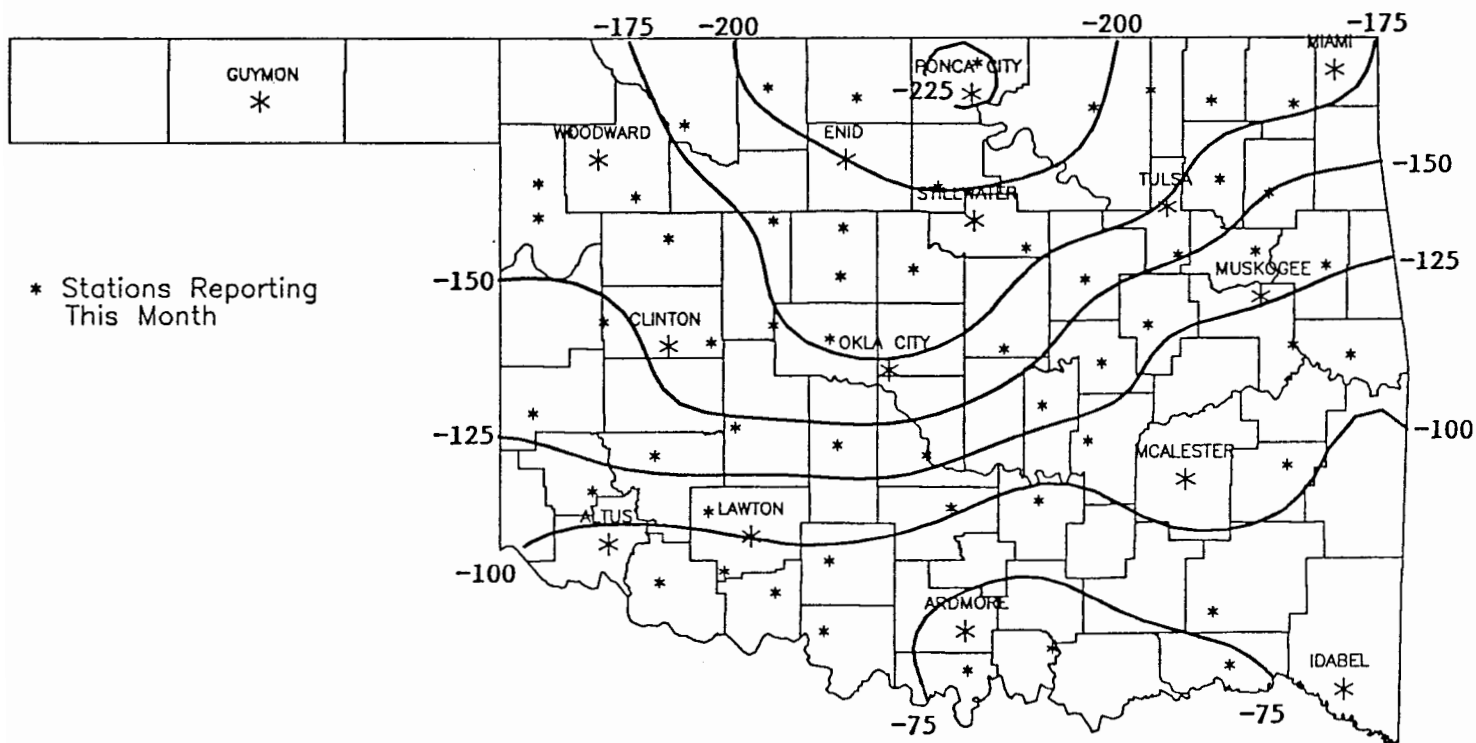 -175 -200 -200 -175
MIAMI
GUYMON
PONCA CITY
-225
WOODWARD
ENID
-150
TULSA
STILLWATER
-125
MUSKOGEE
-150
* Stations Reporting
This Month
CLINTON
OKLA CITY
-125
-100
MCALESTER
ALTUS
LAWTON
-100
ARDMORE
IDABEL
-75
-75